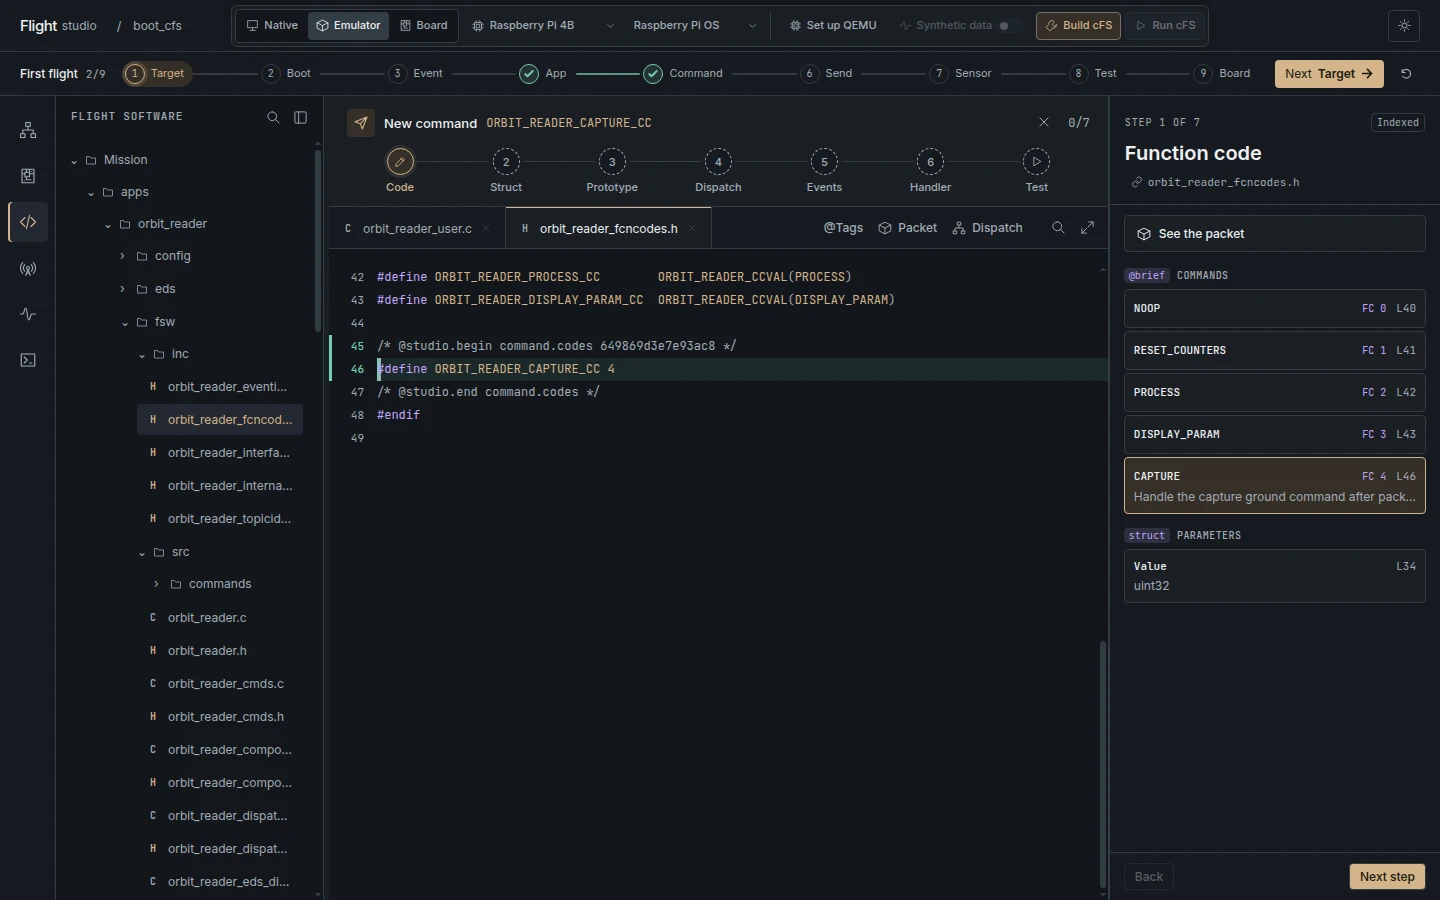 Flight studio / boot_cfs Native Emulator Board Raspberry Pi 4B Raspberry Pi OS Set up QEMU Synthetic data Build cFS Run cFS
First flight 2/9 1 Target 2 Boot 3 Event App Command 6 Send 7 Sensor 8 Test 9 Board Next Target
FLIGHT SOFTWARE
Mission
apps
orbit_reader
config
eds
fsw
inc
H orbit_reader_eventi...
H orbit_reader_fcncod...
H orbit_reader_interfa...
H orbit_reader_interna...
H orbit_reader_topicid...
src
commands
C orbit_reader.c
H orbit_reader.h
C orbit_reader_cmds.c
H orbit_reader_cmds.h
C orbit_reader_compo...
H orbit_reader_compo...
C orbit_reader_dispat...
H orbit_reader_dispat...
C orbit_reader_eds_di...
New command ORBIT_READER_CAPTURE_CC 0/7
2 3 4 5 6
Code Struct Prototype Dispatch Events Handler Test
C orbit_reader_user.c H orbit_reader_fcncodes.h @Tags Packet Dispatch
42 #define ORBIT_READER_PROCESS_CC ORBIT_READER_CCVAL(PROCESS)
43 #define ORBIT_READER_DISPLAY_PARAM_CC ORBIT_READER_CCVAL(DISPLAY_PARAM)
44
45 /* @studio.begin command.codes 649869d3e7e93ac8 */
46 #define ORBIT_READER_CAPTURE_CC 4
47 /* @studio.end command.codes */
48 #endif
49
STEP 1 OF 7 Indexed
Function code
orbit_reader_fcncodes.h
See the packet
@brief COMMANDS
NOOP FC 0 L40
RESET_COUNTERS FC 1 L41
PROCESS FC 2 L42
DISPLAY_PARAM FC 3 L43
CAPTURE FC 4 L46
Handle the capture ground command after pack...
struct PARAMETERS
Value L34
uint32
Back Next step